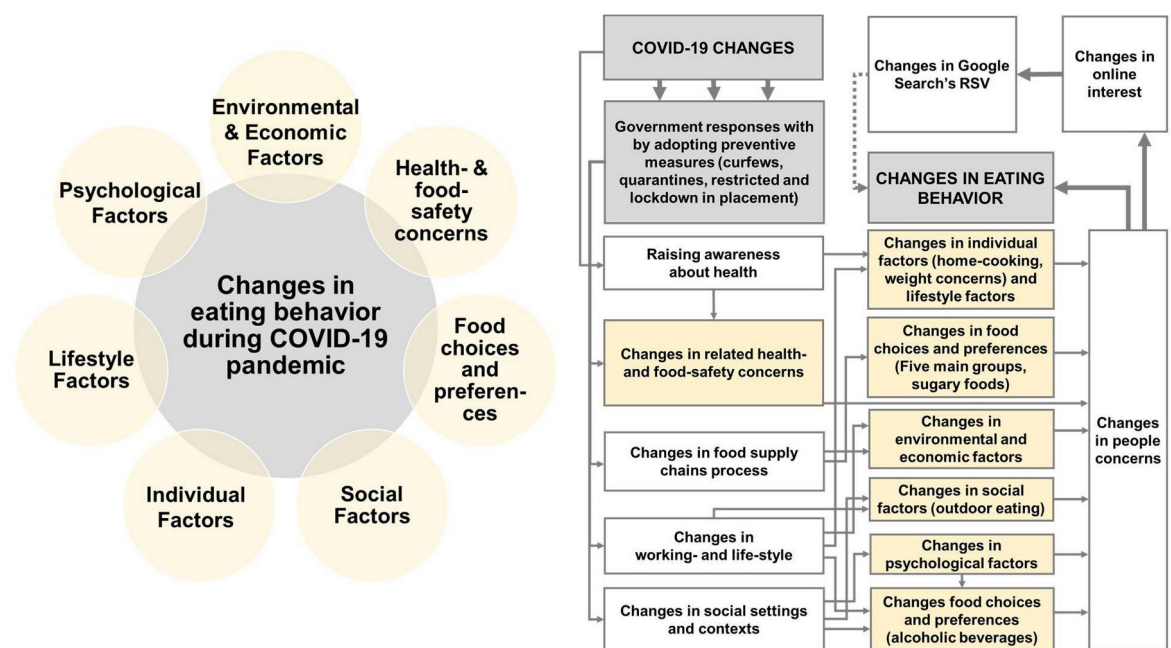 Environmental
& Economic
Factors
Health- &
food-
safety
concerns
Food
choices
and
preferen-
ces
Social
Factors
Individual
Factors
Lifestyle
Factors
Psychological
Factors
Changes in
eating behavior
during COVID-19
pandemic
COVID-19 CHANGES
Government responses with
by adopting preventive
measures (curfews,
quarantines, restricted and
lockdown in placement)
Raising awareness
about health
Changes in related health-
and food-safety concerns
Changes in food supply
chains process
Changes in
working- and life-style
Changes in social settings
and contexts
Changes in Google
Search's RSV
Changes in
online
interest
CHANGES IN EATING
BEHAVIOR
Changes in individual
factors (home-cooking,
weight concerns) and
lifestyle factors
Changes in food
choices and preferences
(Five main groups,
sugary foods)
Changes in
environmental and
economic factors
Changes in social
factors (outdoor eating)
Changes in
psychological factors
Changes food choices
and preferences
(alcoholic beverages)
Changes
in people
concerns